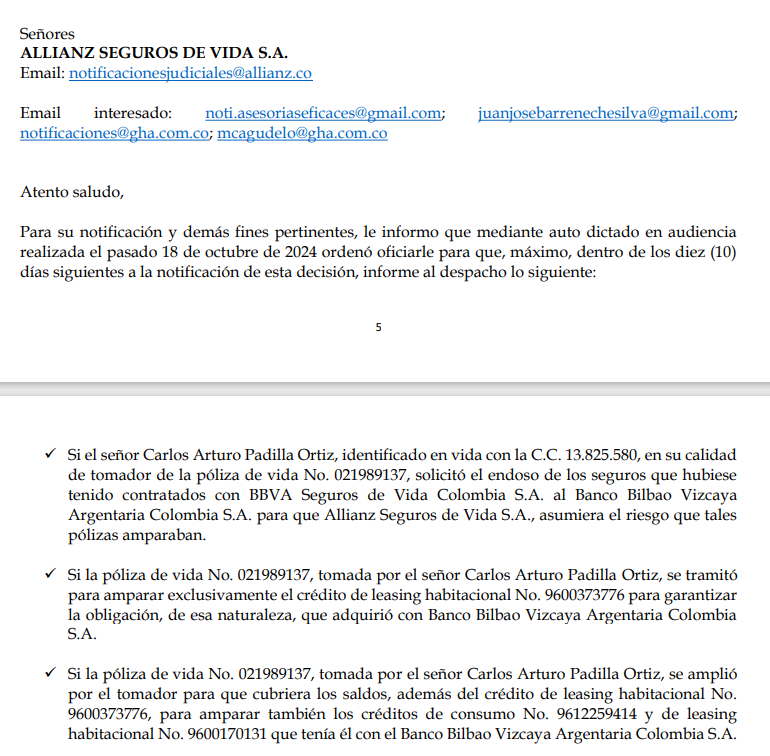 Señores
ALLIANZ SEGUROS DE VIDA S.A.
Email: notificacionesjudiciales@allianz.co
Email interesado: noti.asesoriaseficaces@gmail.com; juanjosebarrenechesilva@gmail.com;
notificaciones@gha.com.co; mcagudelo@gha.com.co
Atento saludo,
Para su notificación y demás fines pertinentes, le informo que mediante auto dictado en audiencia
realizada el pasado 18 de octubre de 2024 ordenó oficiarle para que, máximo, dentro de los diez (10)
días siguientes a la notificación de esta decisión, informe al despacho lo siguiente:
5
✓ Si el señor Carlos Arturo Padilla Ortiz, identificado en vida con la C.C. 13.825.580, en su calidad
de tomador de la póliza de vida No. 021989137, solicitó el endoso de los seguros que hubiese
tenido contratados con BBVA Seguros de Vida Colombia S.A. al Banco Bilbao Vizcaya
Argentaria Colombia S.A. para que Allianz Seguros de Vida S.A., asumiera el riesgo que tales
pólizas amparaban.
✓ Si la póliza de vida No. 021989137, tomada por el señor Carlos Arturo Padilla Ortiz, se tramitó
para amparar exclusivamente el crédito de leasing habitacional No. 9600373776 para garantizar
la obligación, de esa naturaleza, que adquirió con Banco Bilbao Vizcaya Argentaria Colombia
S.A.
✓ Si la póliza de vida No. 021989137, tomada por el señor Carlos Arturo Padilla Ortiz, se amplió
por el tomador para que cubriera los saldos, además del crédito de leasing habitacional No.
9600373776, para amparar también los créditos de consumo No. 9612259414 y de leasing
habitacional No. 9600170131 que tenía él con el Banco Bilbao Vizcaya Argentaria Colombia S.A.